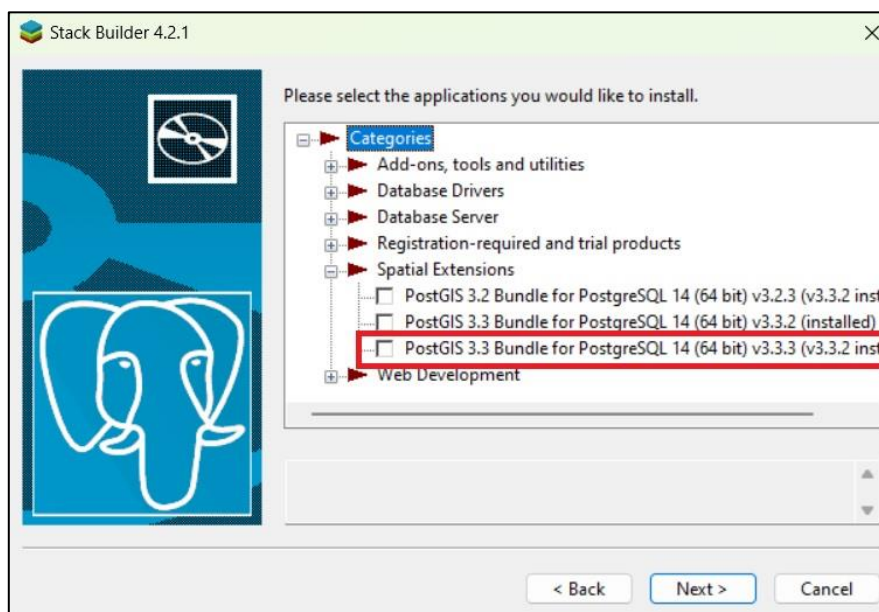 Stack Builder 4.2.1
Please select the applications you would like to install.
Categories
Add-ons, tools and utilities
Database Drivers
Database Server
Registration-required and trial products
Spatial Extensions
PostGIS 3.2 Bundle for PostgreSQL 14 (64 bit) v3.2.3 (v3.3.2 inst
PostGIS 3.3 Bundle for PostgreSQL 14 (64 bit) v3.3.2 (installed)
PostGIS 3.3 Bundle for PostgreSQL 14 (64 bit) v3.3.3 (v3.3.2 inst
Web Development
< Back Next > Cancel